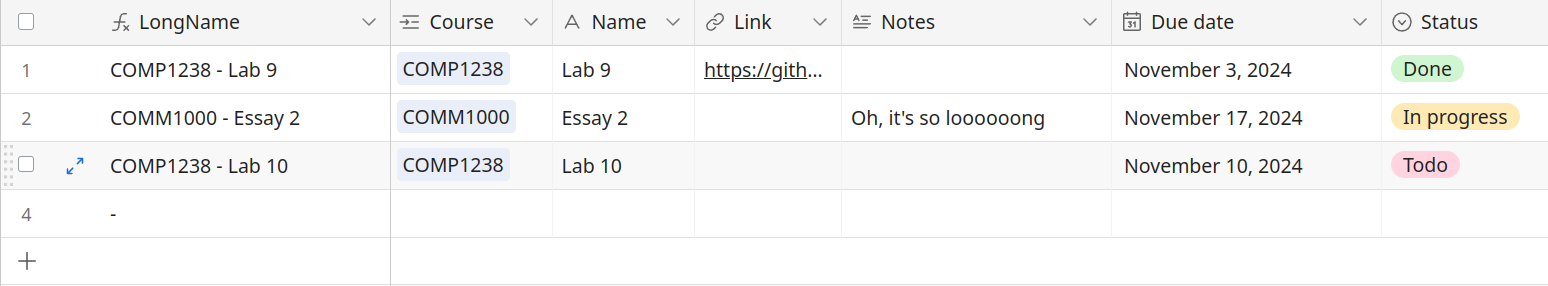 LongName Course Name Link Notes Due date Status
1 COMP1238 - Lab 9 COMP1238 Lab 9 https://gith... November 3, 2024 Done
2 COMM1000 - Essay 2 COMM1000 Essay 2 Oh, it's so loooooong November 17, 2024 In progress
COMP1238 - Lab 10 COMP1238 Lab 10 November 10, 2024 Todo
4 -